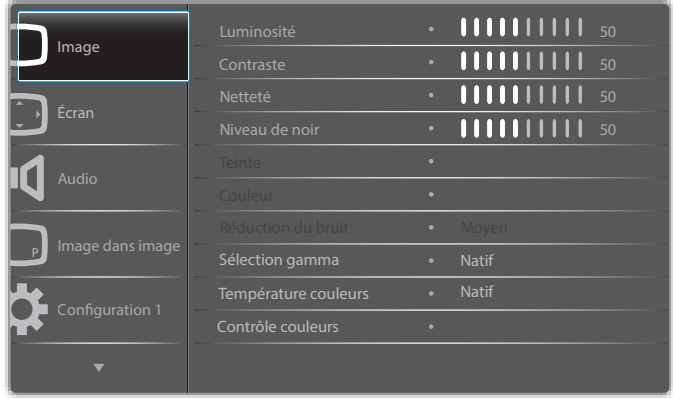 Image
Écran
Audio
P
Image dans image
Configuration 1
Luminosité • 50
Contraste • 50
Netteté • 50
Niveau de noir • 50
Teinte •
Couleur •
Réduction du bruit • Moyen
Sélection gamma • Natif
Température couleurs • Natif
Contrôle couleurs •